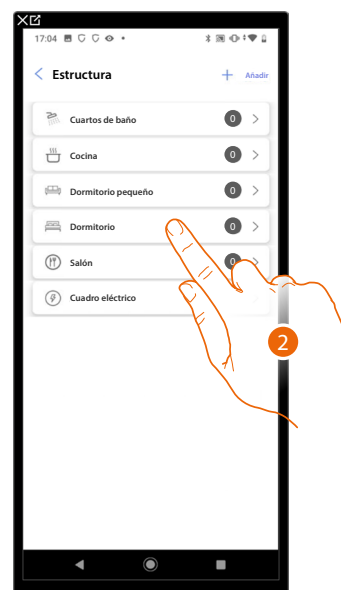 17:04
Estructura
+ Añadir
Cuartos de baño 0
Cocina 0
Dormitorio pequeño 0
Dormitorio 0
Salón 0
Cuadro eléctrico
2